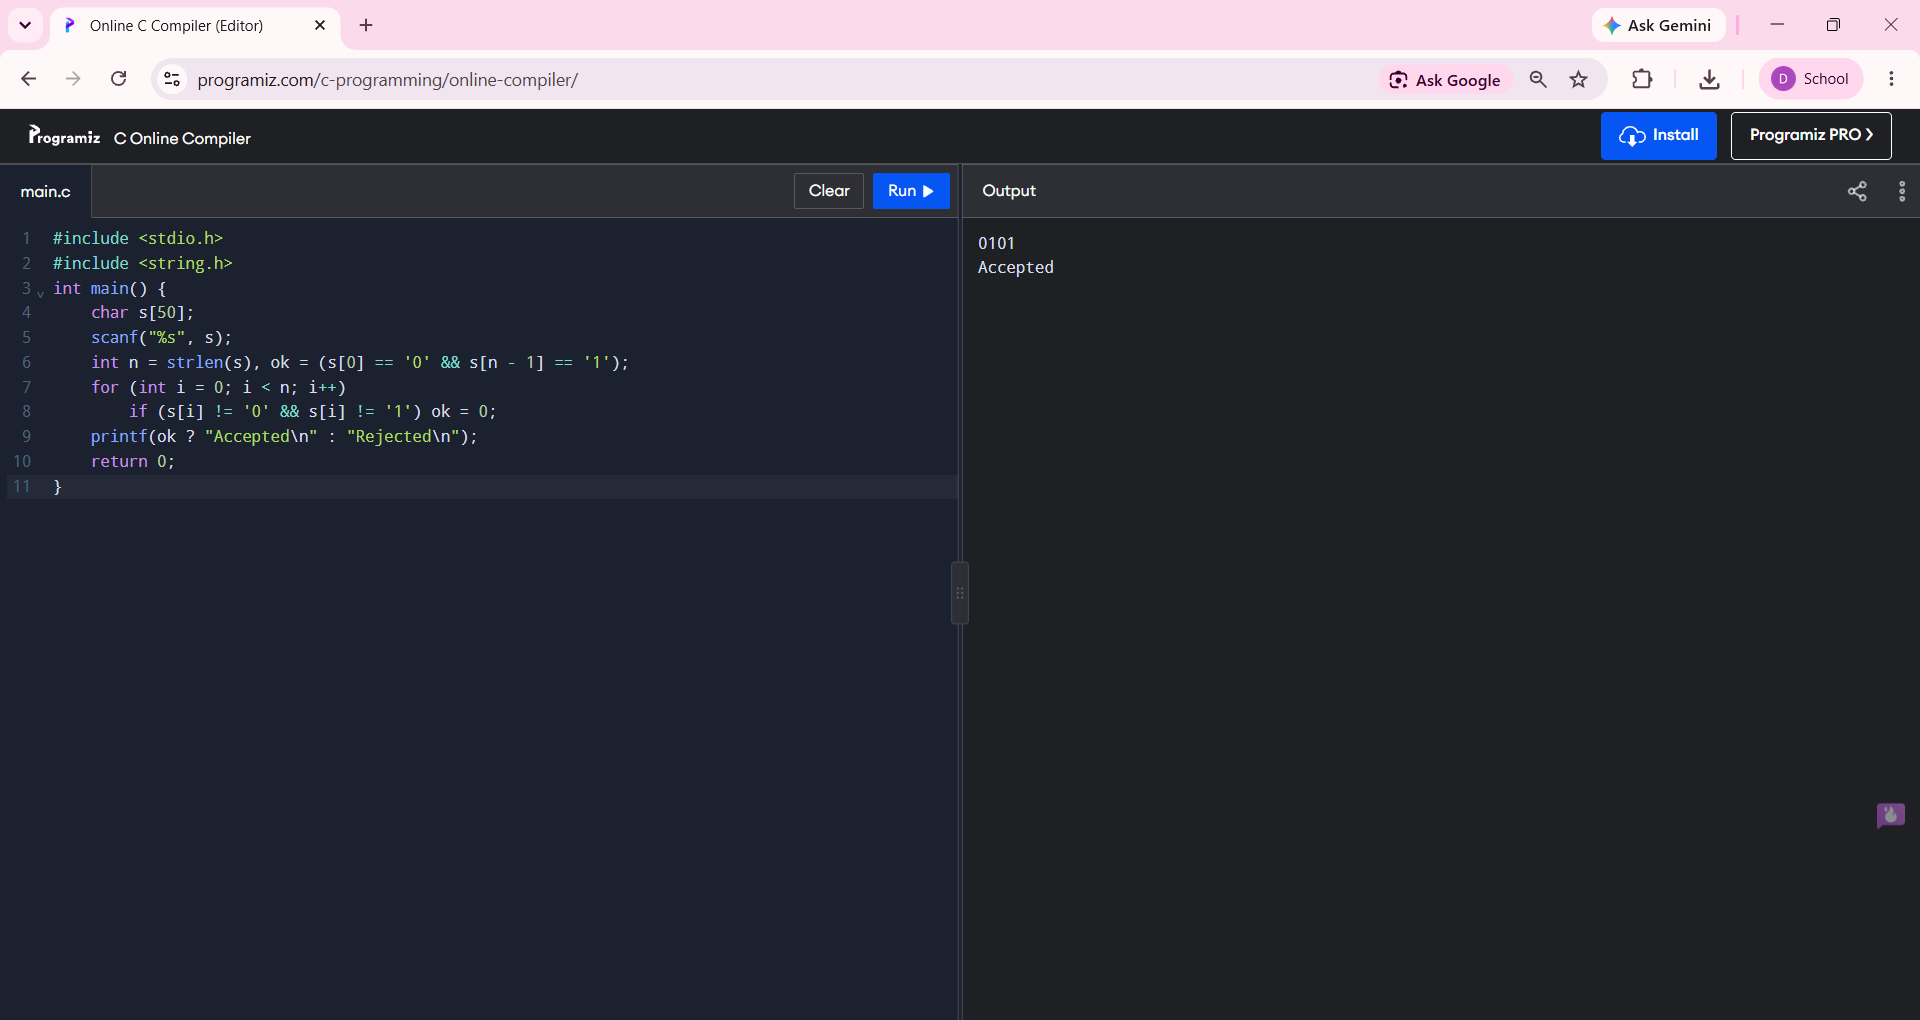 Online C Compiler (Editor)
Ask Gemini
programiz.com/c-programming/online-compiler/
Ask Google
D School
Programiz C Online Compiler
Install
Programiz PRO
main.c
Clear
Run
Output
1 #include <stdio.h>
2 #include <string.h>
3 int main() {
4 char s[50];
5 scanf("%s", s);
6 int n = strlen(s), ok = (s[0] == '0' && s[n - 1] == '1');
7 for (int i = 0; i < n; i++)
8 if (s[i] != '0' && s[i] != '1') ok = 0;
9 printf(ok ? "Accepted\n" : "Rejected\n");
10 return 0;
11 }
0101
Accepted